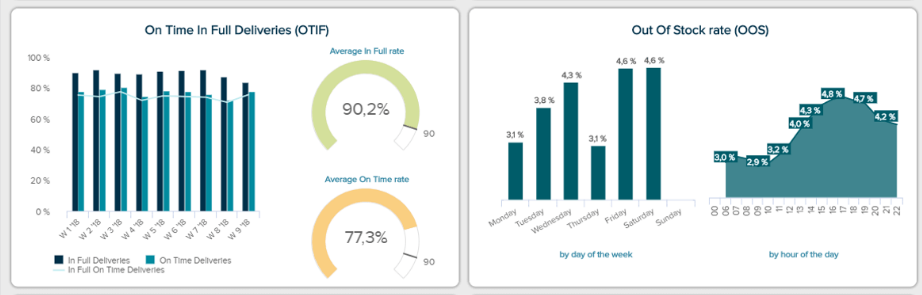 On Time In Full Deliveries (OTIF)
100 %
80 %
60 %
40 %
20 %
0 %
W 1 '18
W 2 '18
W 3 '18
W 4 '18
W 5 '18
W 6 '18
W 7 '18
W 8 '18
W 9 '18
In Full Deliveries
On Time Deliveries
In Full On Time Deliveries
Average In Full rate
90,2%
90
Average On Time rate
77,3%
90
Out Of Stock rate (OOS)
3,1 %
3,8 %
4,3 %
3,1 %
4,6 %
4,6 %
Monday
Tuesday
Wednesday
Thursday
Friday
Saturday
Sunday
by day of the week
3,0 %
2,9 %
3,2 %
4,0 %
4,3 %
4,8 %
4,7 %
4,2 %
00
06
07
08
09
10
11
12
13
14
15
16
17
18
19
20
21
22
by hour of the day